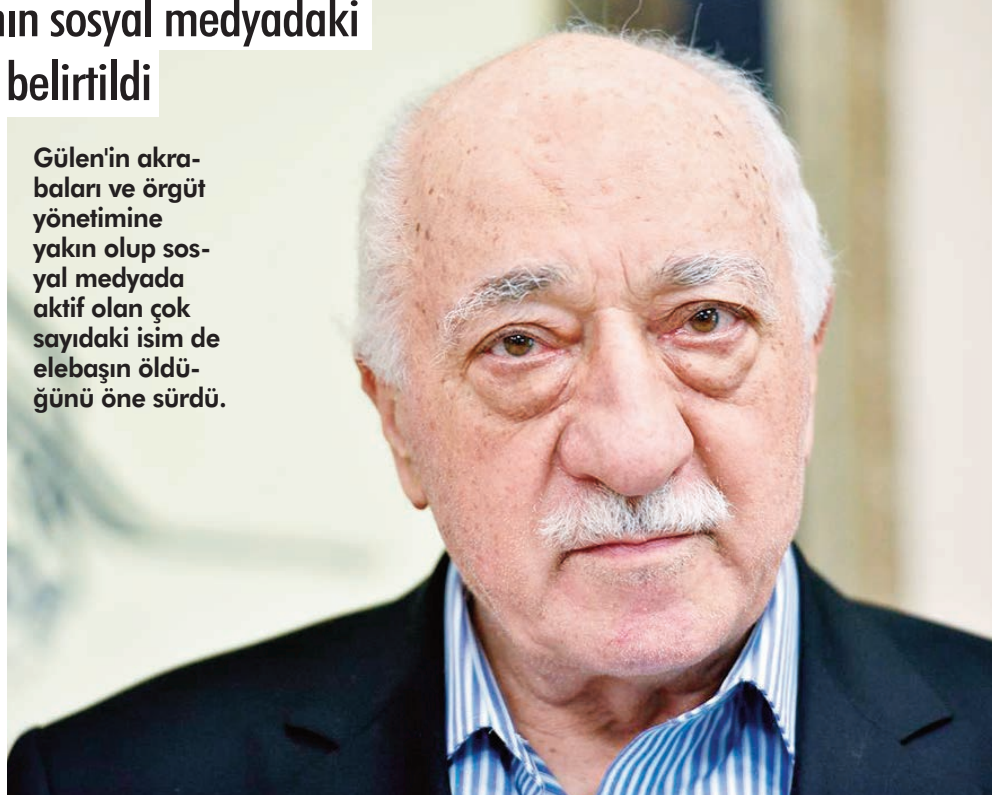 nın sosyal medyadaki
belirtildi
Gülen'in akra-
baları ve örgüt
yönetimine
yakın olup sos-
yal medyada
aktif olan çok
sayıdaki isim de
elebaşın öldü-
ğünü öne sürdü.